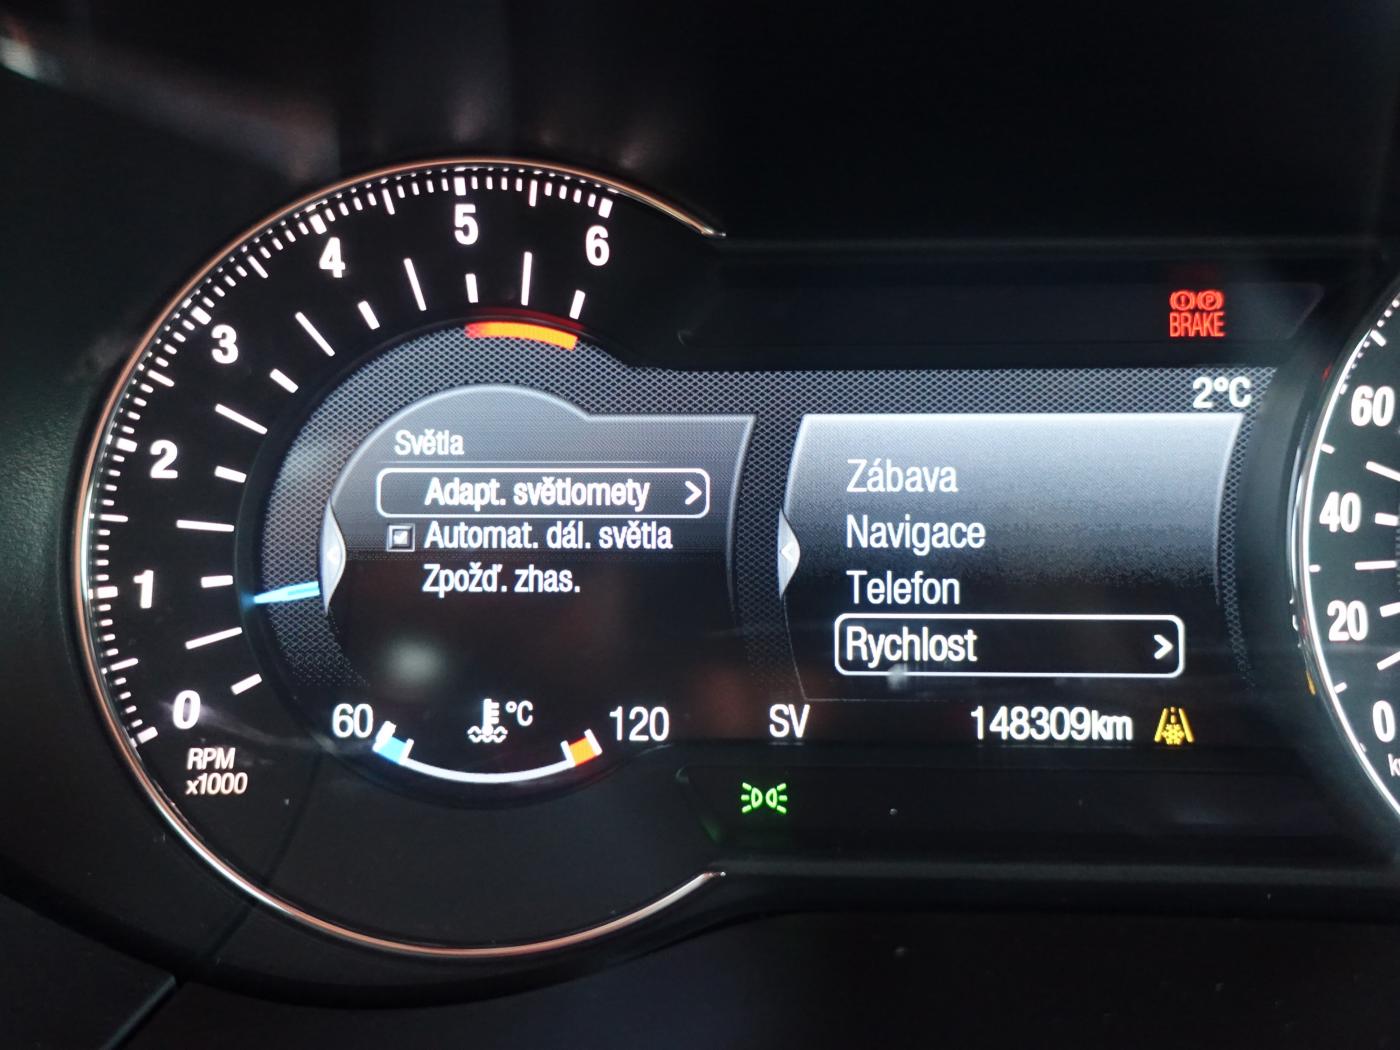 5
6
4
3
2
1
0
RPM
x1000
BRAKE
2°C
Světla
Adapt. světlomety
Automat. dál. světla
Zpožď. zhas.
60
°C
120
Zábava
Navigace
Telefon
Rychlost
SV
148309km
60
40
20
0